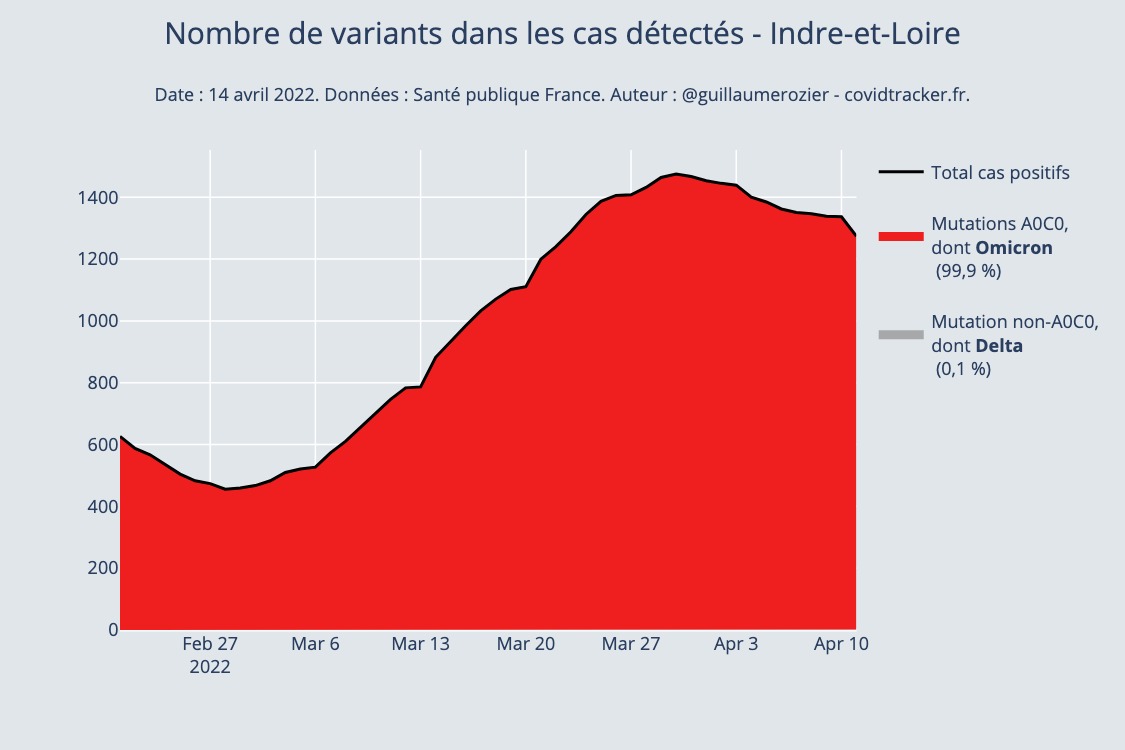 Nombre de variants dans les cas détectés - Indre-et-Loire
Date : 14 avril 2022. Données : Santé publique France. Auteur : @guillaumerozier - covidtracker.fr.
1400
1200
1000
800
600
400
200
0
Feb 27
2022
Mar 6
Mar 13
Mar 20
Mar 27
Apr 3
Apr 10
Total cas positifs
Mutations A0C0,
dont Omicron
(99,9 %)
Mutation non-A0C0,
dont Delta
(0,1 %)